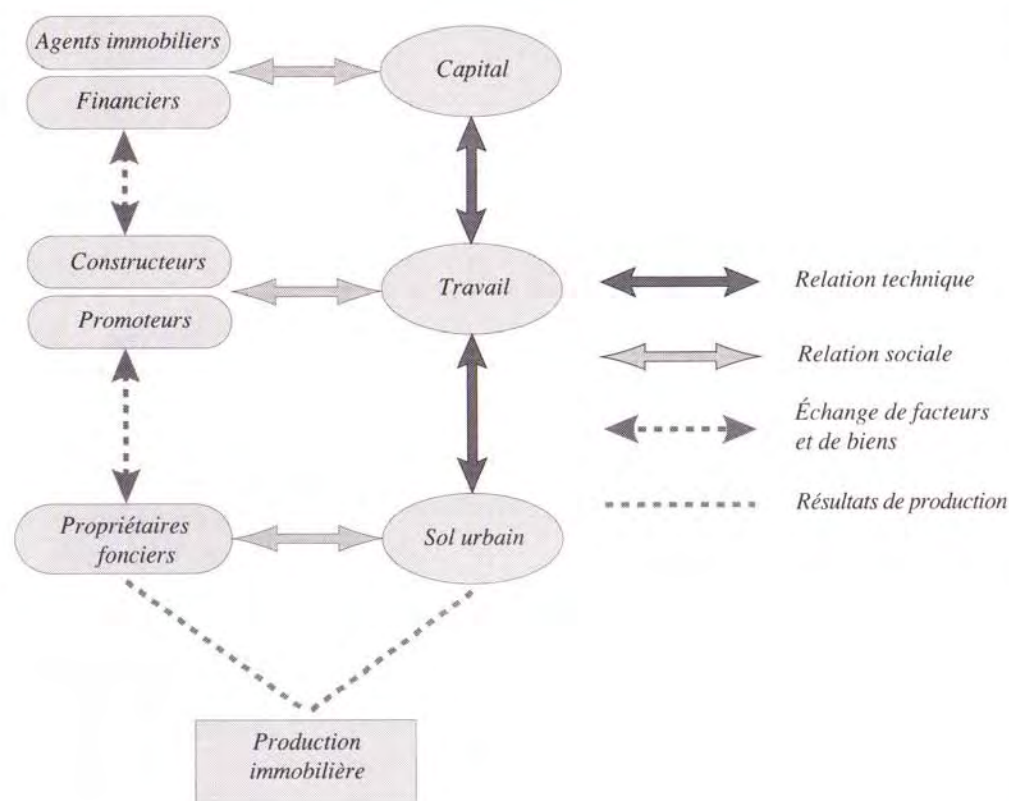 Agents immobiliers
Financiers
Capital
Constructeurs
Promoteurs
Travail
Propriétaires
fonciers
Sol urbain
Production
immobilière
Relation technique
Relation sociale
Échange de facteurs
et de biens
Résultats de production